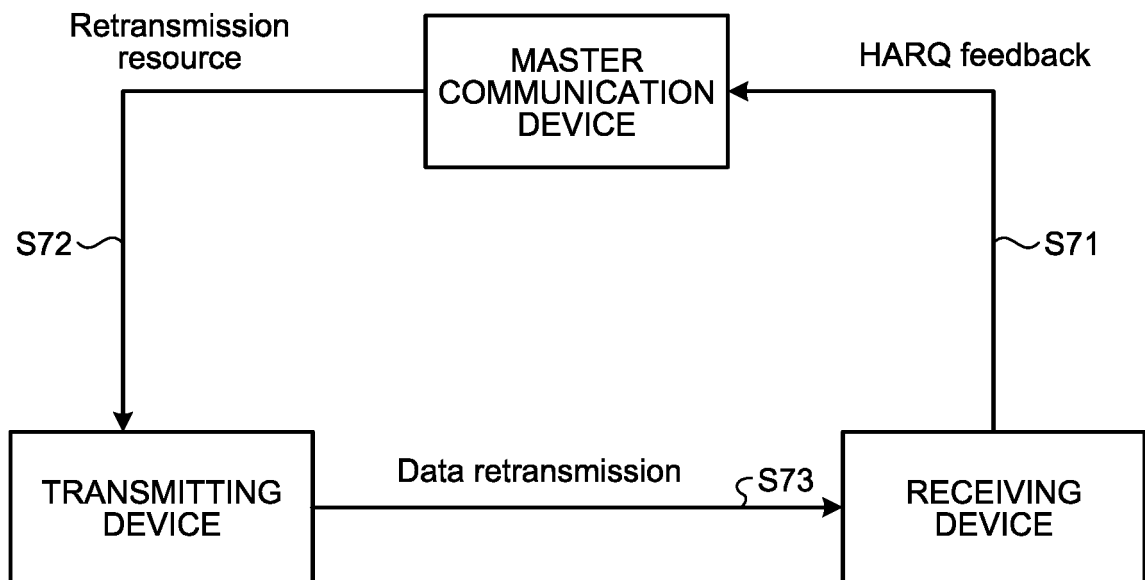 Retransmission
resource
MASTER
COMMUNICATION
DEVICE
HARQ feedback
S72
S71
TRANSMITTING
DEVICE
Data retransmission
S73
RECEIVING
DEVICE